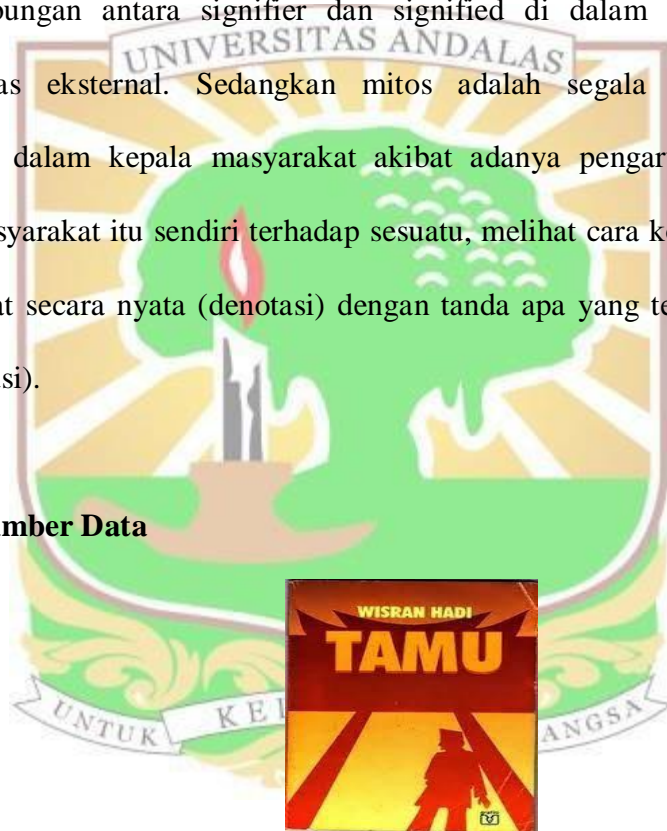 bungan antara signifier dan signified di dalam
UNIVERSITAS ANDALAS
as eksternal. Sedangkan mitos adalah segala
dalam kepala masyarakat akibat adanya pengar
syarakat itu sendiri terhadap sesuatu, melihat cara k
at secara nyata (denotasi) dengan tanda apa yang te
si).
mber Data
WISRAN HADI
TAMU
UNTUK KE ANGSA